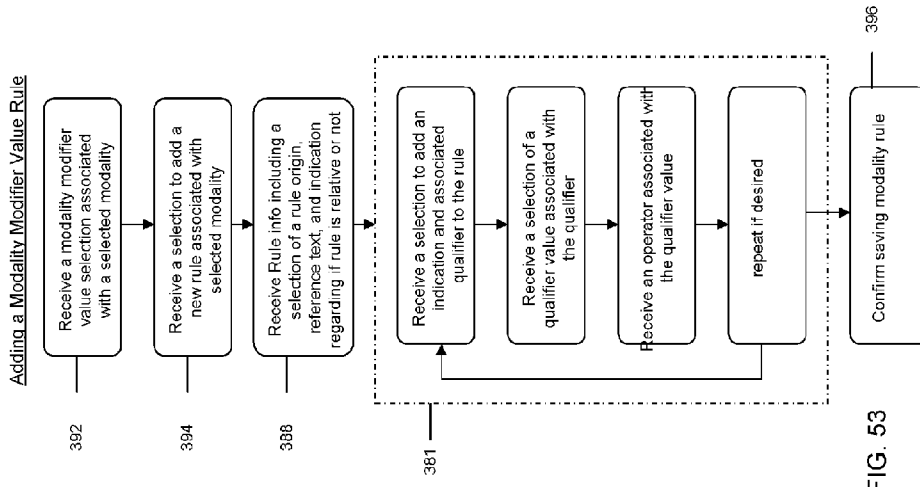 Adding a Modality Modifier Value Rule
392
Receive a modality modifier
value selection associated
with a selected modality
394
Receive a selection to add a
new rule associated with
selected modality
388
Receive Rule info including a
selection of a rule origin,
reference text, and indication
regarding if rule is relative or not
381
Receive a selection to add an
indication and associated
qualifier to the rule
Receive a selection of a
qualifier value associated with
the qualifier
Receive an operator associated with
the qualifier value
repeat if desired
396
Confirm saving modality rule
FIG. 53